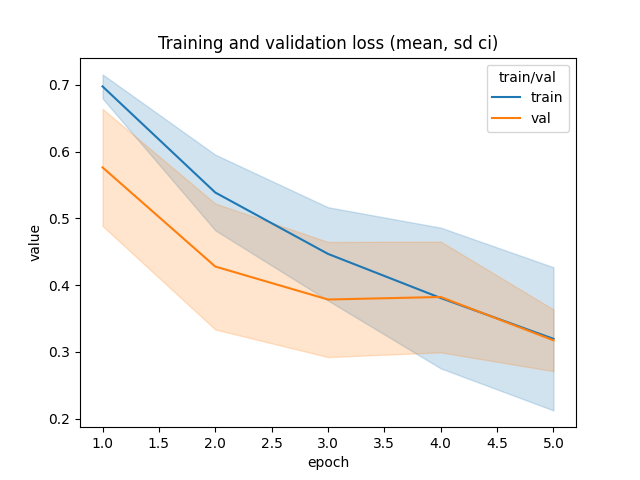 Training and validation loss (mean, sd ci)
train/val
train
val
value
0.7
0.6
0.5
0.4
0.3
0.2
1.0 1.5 2.0 2.5 3.0 3.5 4.0 4.5 5.0
epoch